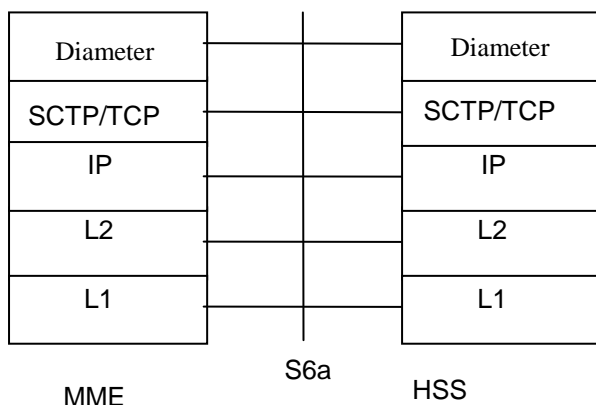 Diameter
SCTP/TCP
IP
L2
L1
Diameter
SCTP/TCP
IP
L2
L1
MME
S6a
HSS